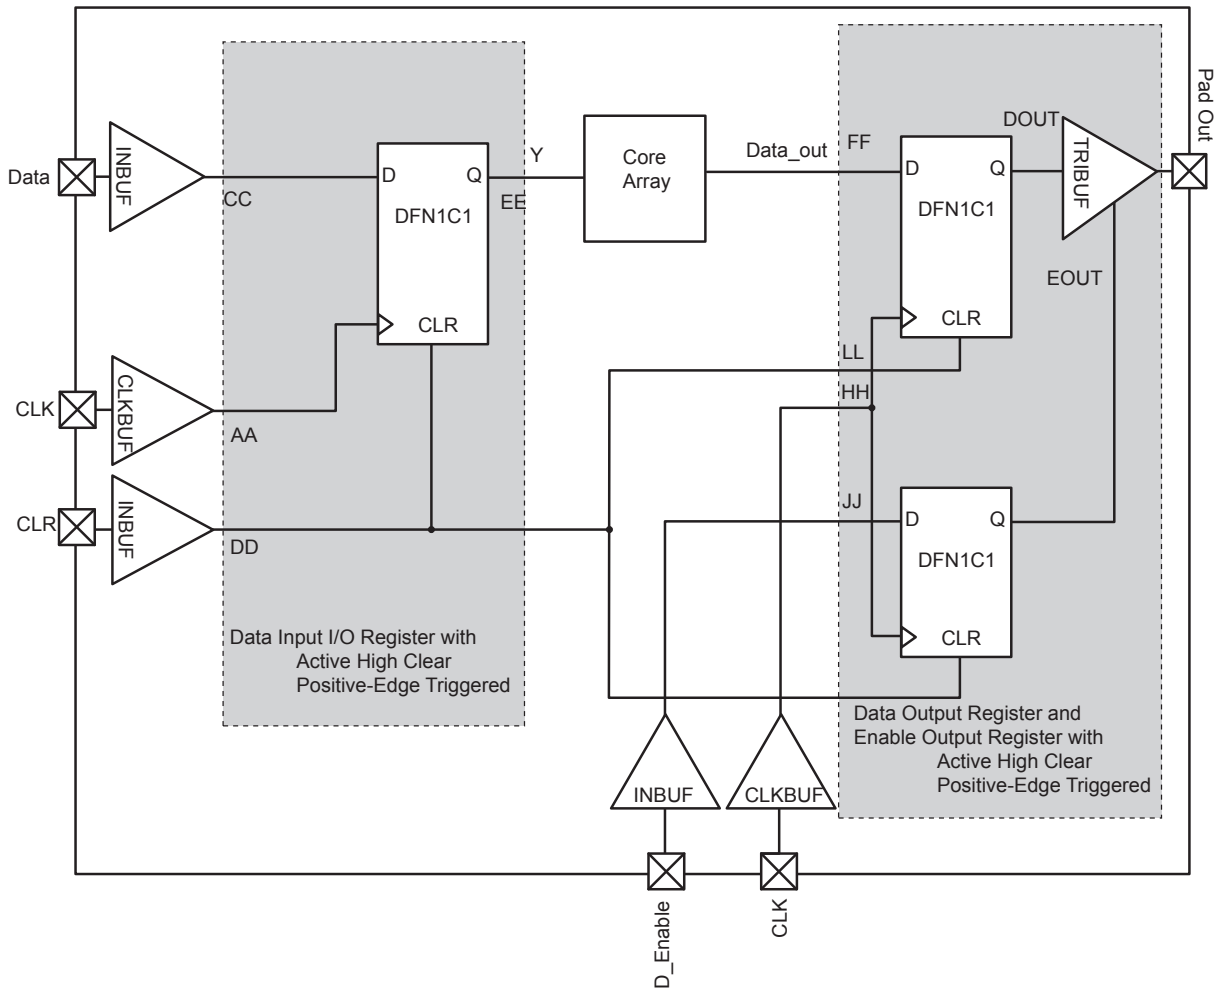 Pad Out
DOUT
INBUF
Y
Core
Array
Data_out
FF
D
Q
TRIBUF
Data
D
Q
CC
EE
DFN1C1
DFN1C1
EOUT
CLR
CLR
LL
HH
CLK
CLKBUF
AA
JJ
CLR
INBUF
DD
D
Q
DFN1C1
CLR
Data Input I/O Register with
Active High Clear
Positive-Edge Triggered
Data Output Register and
Enable Output Register with
Active High Clear
Positive-Edge Triggered
INBUF
CLKBUF
D_Enable
CLK